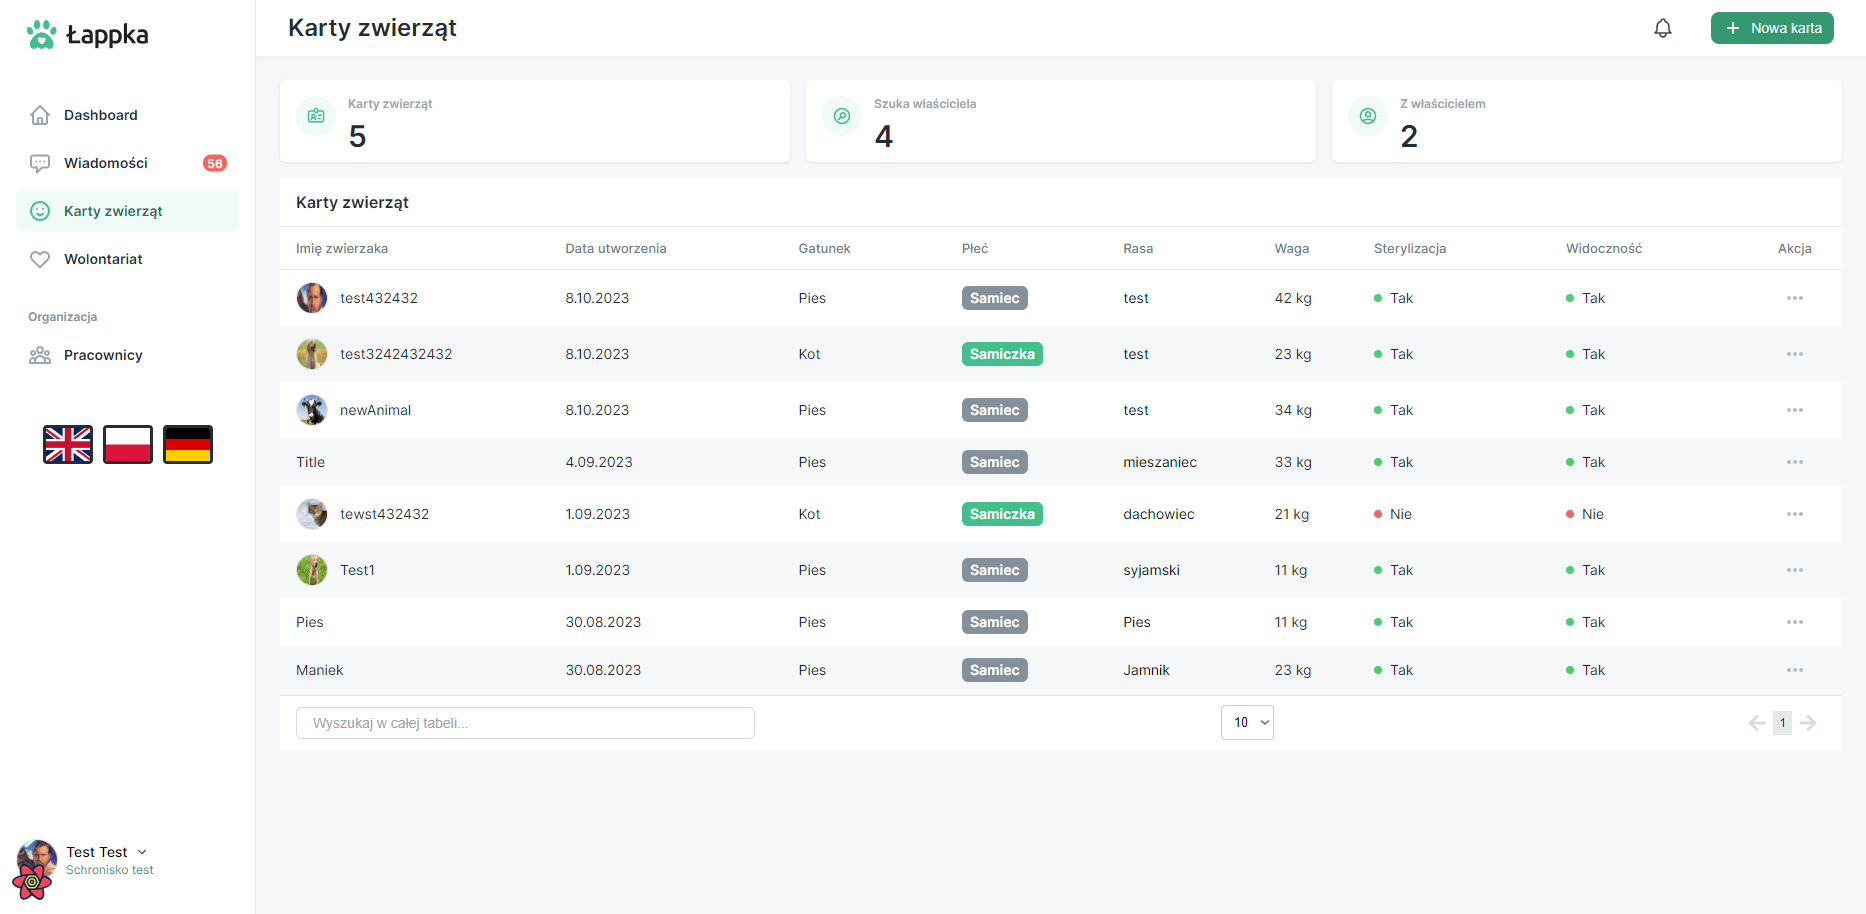 Łappka
Dashboard
Wiadomości 56
Karty zwierząt
Wolontariat
Organizacja
Pracownicy
Test Test
Schronisko test
Karty zwierząt
Nowa karta
Karty zwierząt
5
Szuka właściciela
4
Z właścicielem
2
Karty zwierząt
Imię zwierzaka Data utworzenia Gatunek Płeć Rasa Waga Sterylizacja Widoczność Akcja
test432432 8.10.2023 Pies Samiec test 42 kg Tak Tak
test3242432432 8.10.2023 Kot Samiczka test 23 kg Tak Tak
newAnimal 8.10.2023 Pies Samiec test 34 kg Tak Tak
Title 4.09.2023 Pies Samiec mieszaniec 33 kg Tak Tak
tewst432432 1.09.2023 Kot Samiczka dachowiec 21 kg Nie Nie
Test1 1.09.2023 Pies Samiec syjamski 11 kg Tak Tak
Pies 30.08.2023 Pies Samiec Pies 11 kg Tak Tak
Maniek 30.08.2023 Pies Samiec Jamnik 23 kg Tak Tak
Wyszukaj w całej tabeli... 10 1